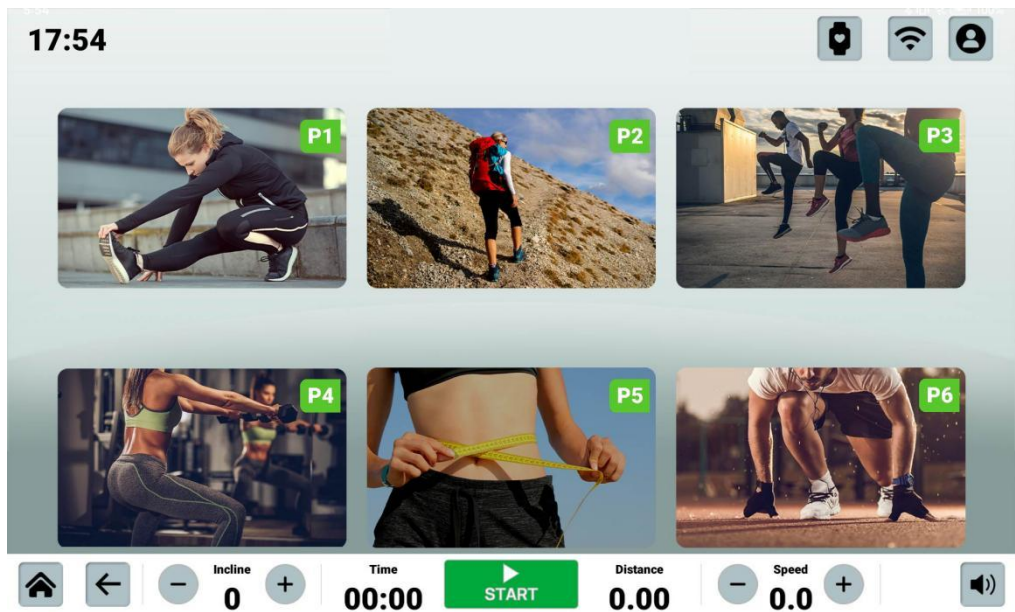 17:54
P1
P2
P3
P4
P5
P6
Incline
0
Time
00:00
START
Distance
0.00
Speed
0.0